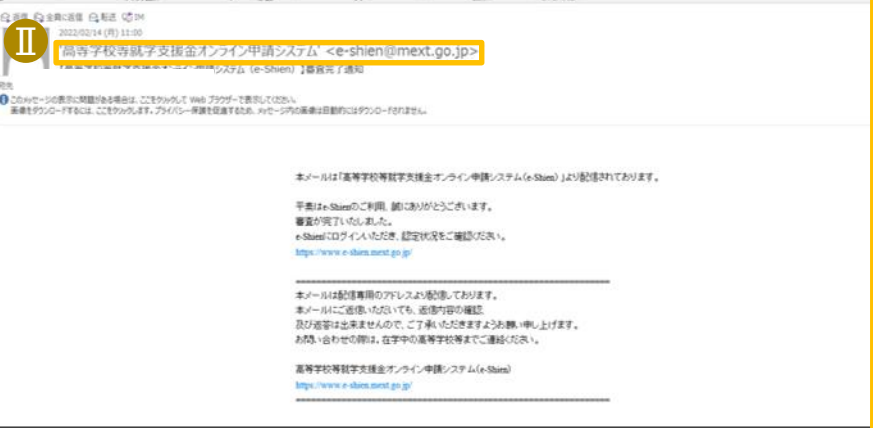 返信 全員に返信 転送 IM
II
2022/02/14 (月) 11:00
'高等学校等就学支援金オンライン申請システム' <e-shien@mext.go.jp>
【高等学校等就学支援金オンライン申請システム (e-Shien) 】審査完了通知
宛先
このメッセージの表示に問題がある場合は、ここをクリックして Web ブラウザーで表示してください。
画像をダウンロードするには、ここをクリックします。プライバシー保護を促進するため、メッセージ内の画像は自動的にはダウンロードされません。
本メールは「高等学校等就学支援金オンライン申請システム(e-Shien) 」より配信されております。
平素はe-Shienのご利用、誠にありがとうございます。
審査が完了いたしました。
e-Shienにログインいただき、認定状況をご確認ください。
https://www.e-shien.mext.go.jp/
本メールは配信専用のアドレスより配信しております。
本メールにご返信いただいても、返信内容の確認、
及び返答は出来ませんので、ご了承いただきますようお願い申し上げます。
お問い合わせの際は、在学中の高等学校等までご連絡ください。
高等学校等就学支援金オンライン申請システム(e-Shien)
https://www.e-shien.mext.go.jp/